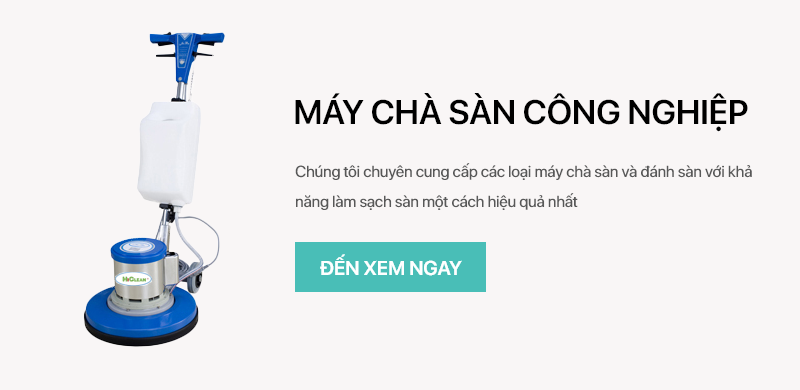 MÁY CHÀ SÀN CÔNG NGHIỆP
Chúng tôi chuyên cung cấp các loại máy chà sàn và đánh sàn với khả
năng làm sạch sàn một cách hiệu quả nhất
ĐẾN XEM NGAY
HiClean